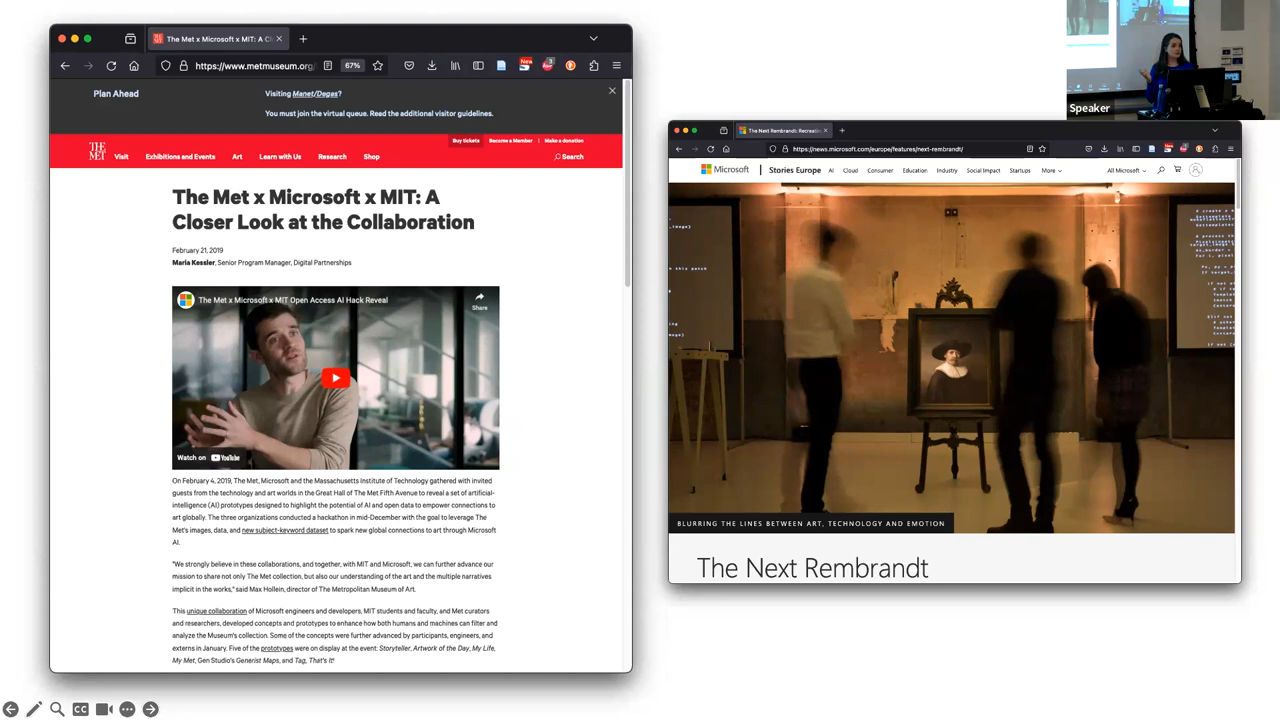 The Met x Microsoft x MIT: A Cl
https://www.metmuseum.org/
67%
New
3
Plan Ahead
Visiting Manet/Degas?
You must join the virtual queue. Read the additional visitor guidelines.
Buy tickets
Become a Member
Make a donation
THE MET
Visit
Exhibitions and Events
Art
Learn with Us
Research
Shop
Search
The Met x Microsoft x MIT: A
Closer Look at the Collaboration
February 21, 2019
Maria Kessler, Senior Program Manager, Digital Partnerships
The Met x Microsoft x MIT Open Access AI Hack Reveal
Share
Watch on YouTube
On February 4, 2019, The Met, Microsoft and the Massachusetts Institute of Technology gathered with invited
guests from the technology and art worlds in the Great Hall of The Met Fifth Avenue to reveal a set of artificial-
intelligence (AI) prototypes designed to highlight the potential of AI and open data to empower connections to
art globally. The three organizations conducted a hackathon in mid-December with the goal to leverage The
Met's images, data, and new subject-keyword dataset to spark new global connections to art through Microsoft
AI.
"We strongly believe in these collaborations, and together, with MIT and Microsoft, we can further advance our
mission to share not only The Met collection, but also our understanding of the art and the multiple narratives
implicit in the works," said Max Hollein, director of The Metropolitan Museum of Art.
This unique collaboration of Microsoft engineers and developers, MIT students and faculty, and Met curators
and researchers, developed concepts and prototypes to enhance how both humans and machines can filter and
analyze the Museum's collection. Some of the concepts were further advanced by participants, engineers, and
externs in January. Five of the prototypes were on display at the event: Storyteller, Artwork of the Day, My Life,
My Met, Gen Studio's Generist Maps, and Tag, That's It!
CC
Speaker
The Next Rembrandt: Recreatin
https://news.microsoft.com/europe/features/next-rembrandt/
Microsoft
Stories Europe
AI
Cloud
Consumer
Education
Industry
Social Impact
Startups
More
All Microsoft
BLURRING THE LINES BETWEEN ART, TECHNOLOGY AND EMOTION
The Next Rembrandt